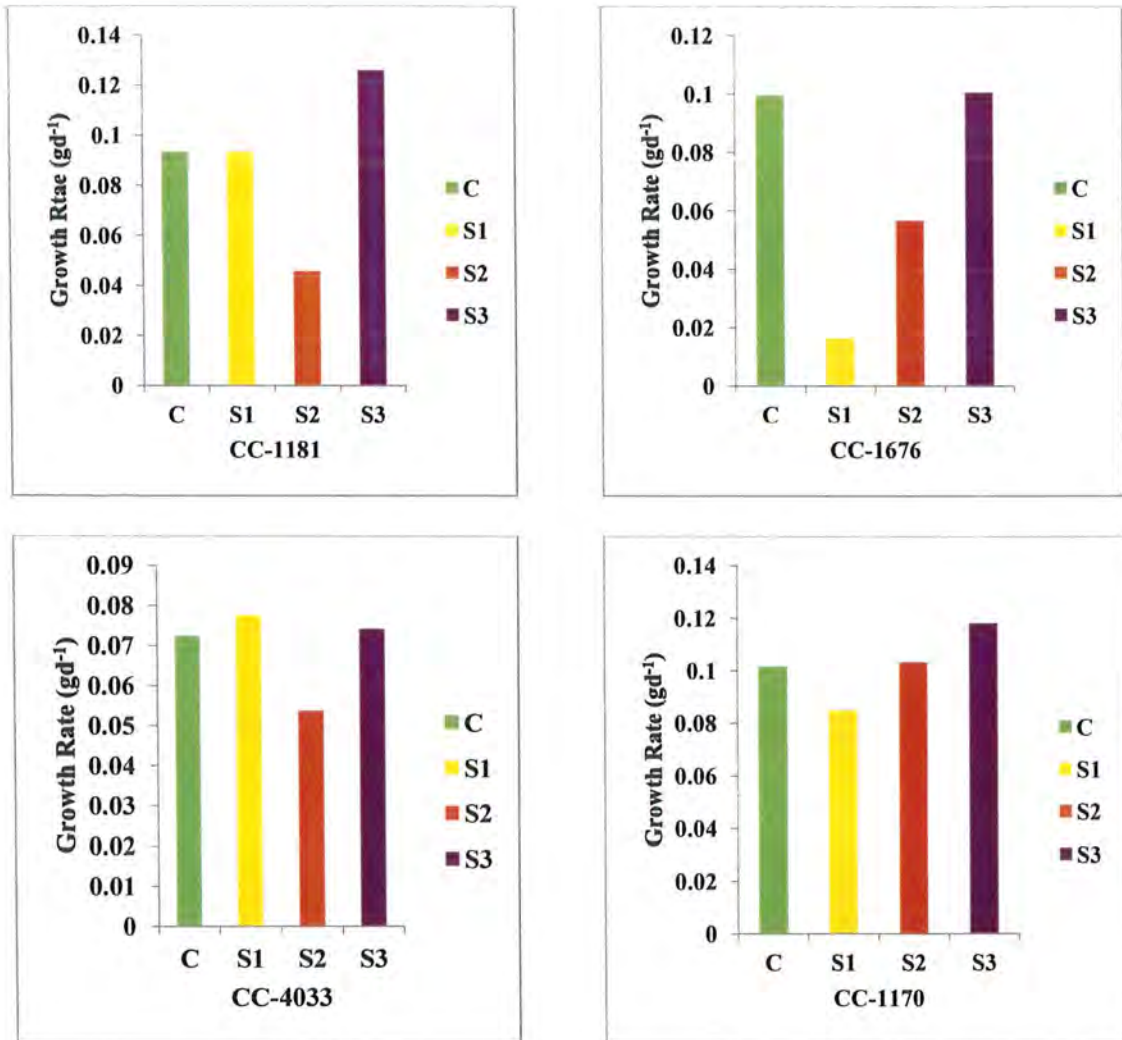 Growth Rtae (gd⁻¹)
0.14
0.12
0.1
0.08
0.06
0.04
0.02
0
C
S1
S2
S3
C S1 S2 S3
CC-1181
Growth Rate (gd⁻¹)
0.12
0.1
0.08
0.06
0.04
0.02
0
C
S1
S2
S3
C S1 S2 S3
CC-1676
Growth Rate (gd⁻¹)
0.09
0.08
0.07
0.06
0.05
0.04
0.03
0.02
0.01
0
C
S1
S2
S3
C S1 S2 S3
CC-4033
Growth Rate (gd⁻¹)
0.14
0.12
0.1
0.08
0.06
0.04
0.02
0
C
S1
S2
S3
C S1 S2 S3
CC-1170